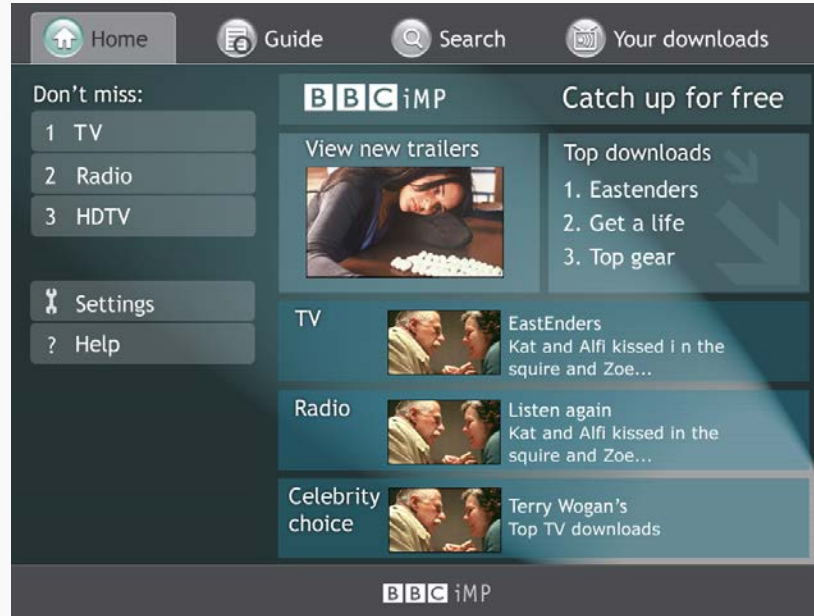 Home
Guide
Search
Your downloads
Don't miss:
1 TV
2 Radio
3 HDTV
Settings
? Help
BBC iMP
Catch up for free
View new trailers
Top downloads
1. Eastenders
2. Get a life
3. Top gear
TV
EastEnders
Kat and Alfi kissed i n the
squire and Zoe...
Radio
Listen again
Kat and Alfi kissed in the
squire and Zoe...
Celebrity
choice
Terry Wogan's
Top TV downloads
BBC iMP